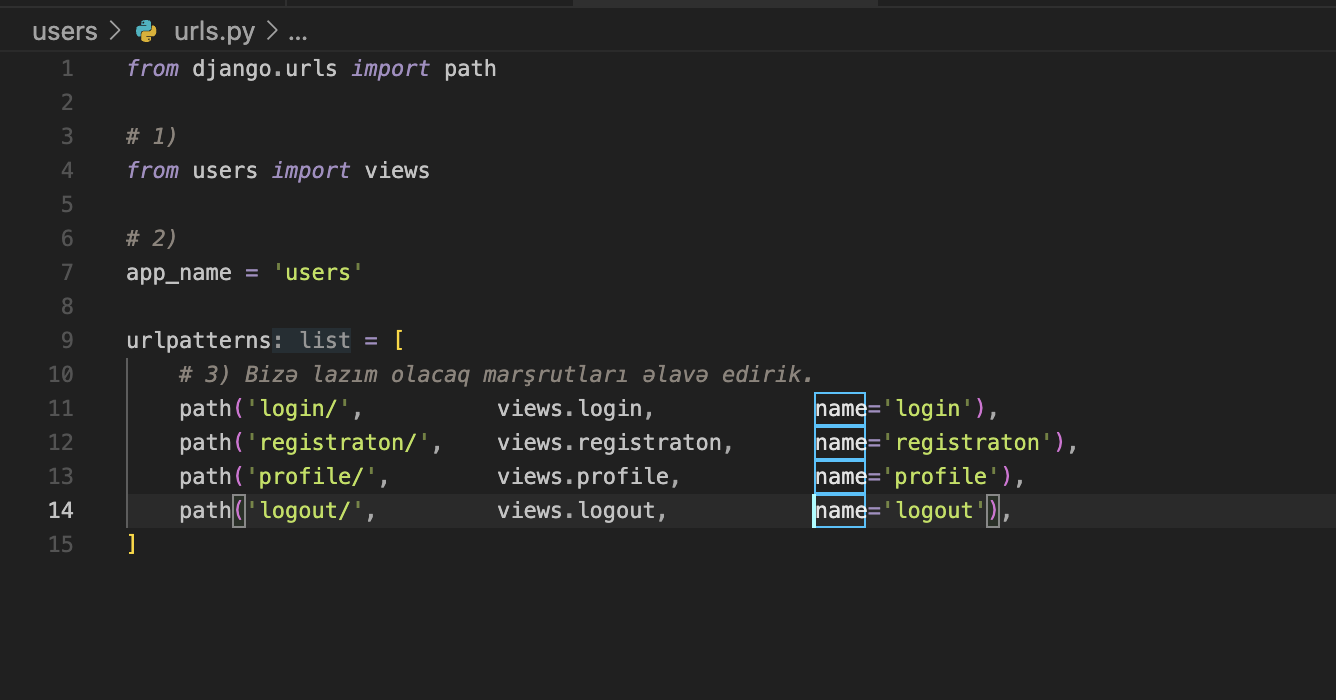 users > urls.py > ...
1 from django.urls import path
2
3 # 1)
4 from users import views
5
6 # 2)
7 app_name = 'users'
8
9 urlpatterns: list = [
10 # 3) Bizə lazım olacaq marşrutları əlavə edirik.
11 path('login/', views.login, name='login'),
12 path('registraton/', views.registraton, name='registraton'),
13 path('profile/', views.profile, name='profile'),
14 path('logout/', views.logout, name='logout'),
15 ]